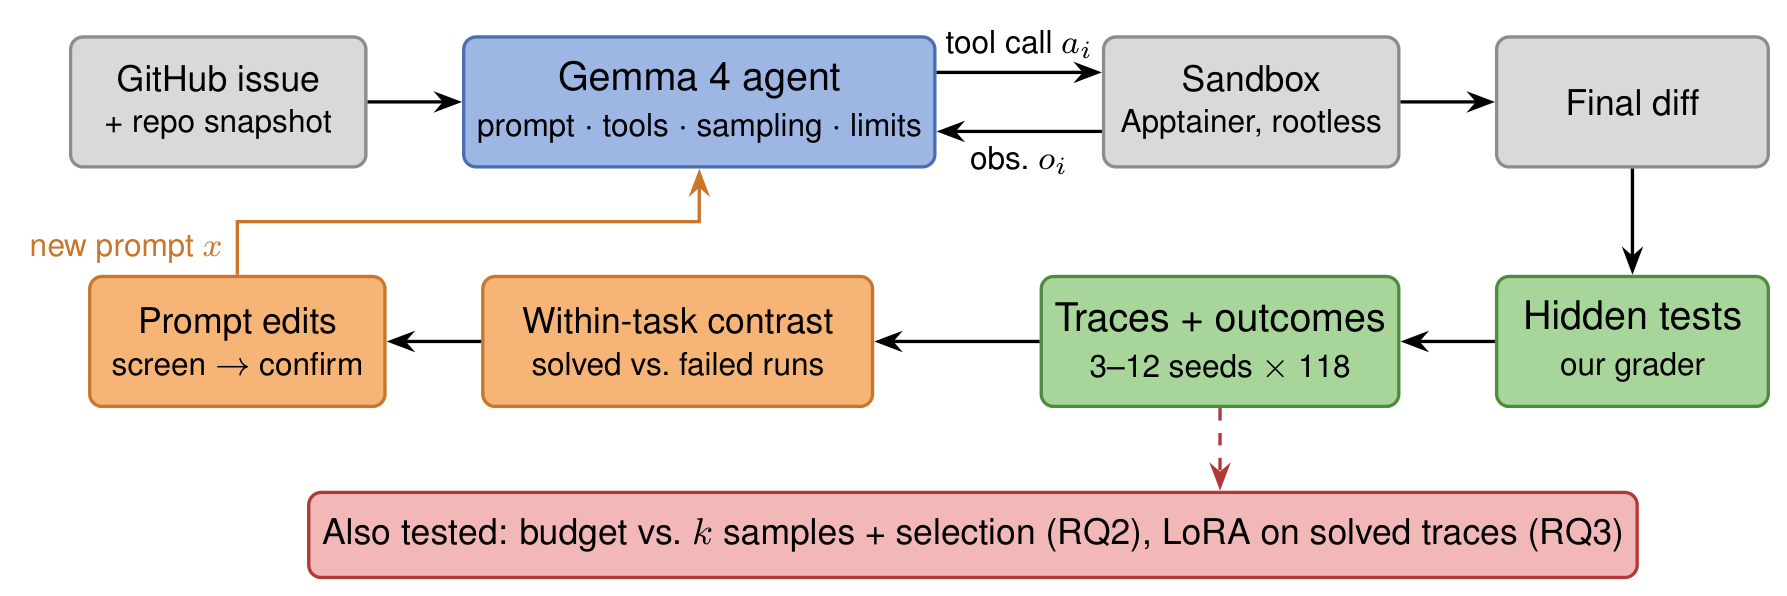 GitHub issue
+ repo snapshot
Gemma 4 agent
prompt · tools · sampling · limits
tool call a_i
obs. o_i
Sandbox
Apptainer, rootless
Final diff
new prompt x
Prompt edits
screen → confirm
Within-task contrast
solved vs. failed runs
Traces + outcomes
3–12 seeds × 118
Hidden tests
our grader
Also tested: budget vs. k samples + selection (RQ2), LoRA on solved traces (RQ3)